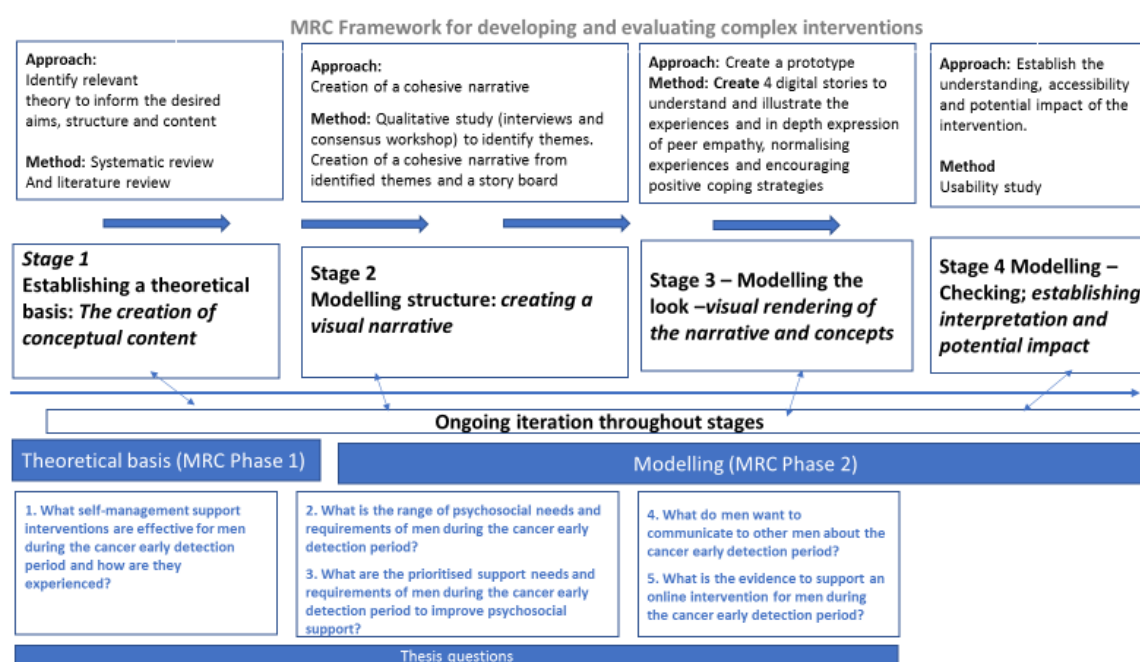 MRC Framework for developing and evaluating complex interventions
Approach:
Identify relevant
theory to inform the desired
aims, structure and content
Method: Systematic review
And literature review
Approach:
Creation of a cohesive narrative
Method: Qualitative study (interviews and
consensus workshop) to identify themes.
Creation of a cohesive narrative from
identified themes and a story board
Approach: Create a prototype
Method: Create 4 digital stories to
understand and illustrate the
experiences and in depth expression
of peer empathy, normalising
experiences and encouraging
positive coping strategies
Approach: Establish the
understanding, accessibility
and potential impact of the
intervention.
Method
Usability study
Stage 1
Establishing a theoretical
basis: The creation of
conceptual content
Stage 2
Modelling structure: creating a
visual narrative
Stage 3 – Modelling the
look –visual rendering of
the narrative and concepts
Stage 4 Modelling –
Checking; establishing
interpretation and
potential impact
Ongoing iteration throughout stages
Theoretical basis (MRC Phase 1)
Modelling (MRC Phase 2)
1. What self-management support
interventions are effective for men
during the cancer early detection
period and how are they
experienced?
2. What is the range of psychosocial needs and
requirements of men during the cancer early
detection period?
3. What are the prioritised support needs and
requirements of men during the cancer early
detection period to improve psychosocial
support?
4. What do men want to
communicate to other men about the
cancer early detection period?
5. What is the evidence to support an
online intervention for men during
the cancer early detection period?
Thesis questions